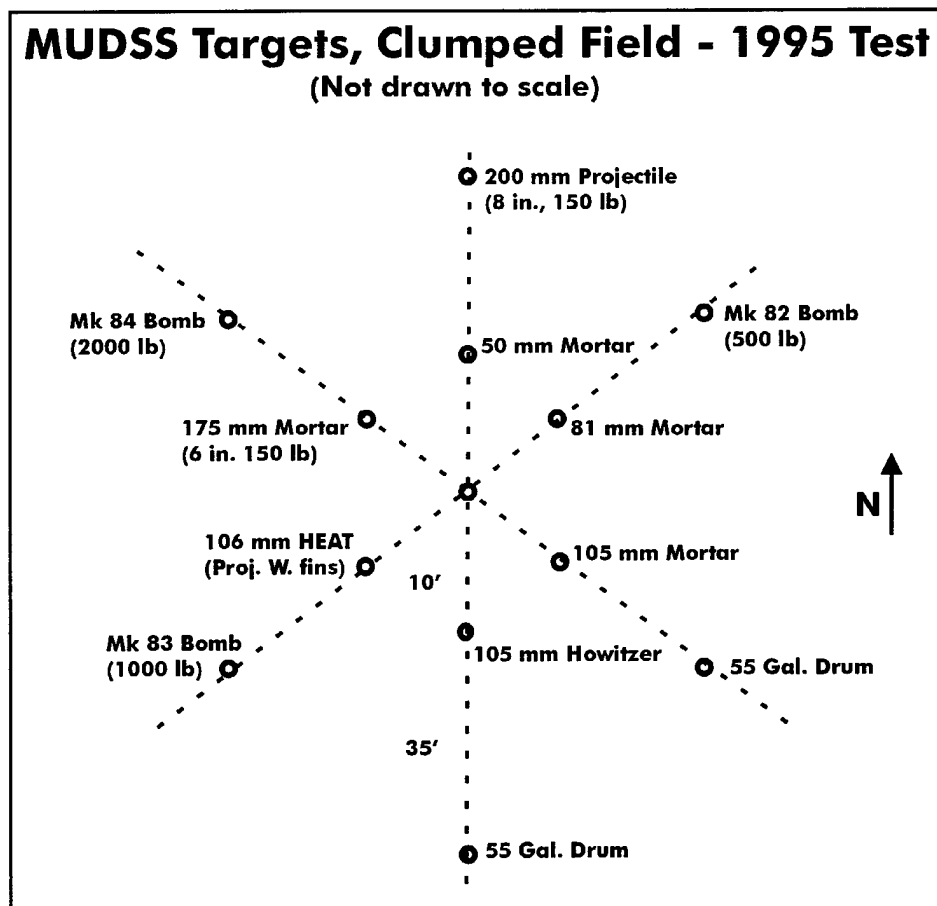 MUDSS Targets, Clumped Field - 1995 Test
(Not drawn to scale)
200 mm Projectile
(8 in., 150 lb)
Mk 84 Bomb
(2000 lb)
Mk 82 Bomb
(500 lb)
50 mm Mortar
175 mm Mortar
(6 in. 150 lb)
81 mm Mortar
N
106 mm HEAT
(Proj. W. fins)
105 mm Mortar
10'
Mk 83 Bomb
(1000 lb)
105 mm Howitzer
55 Gal. Drum
35'
55 Gal. Drum